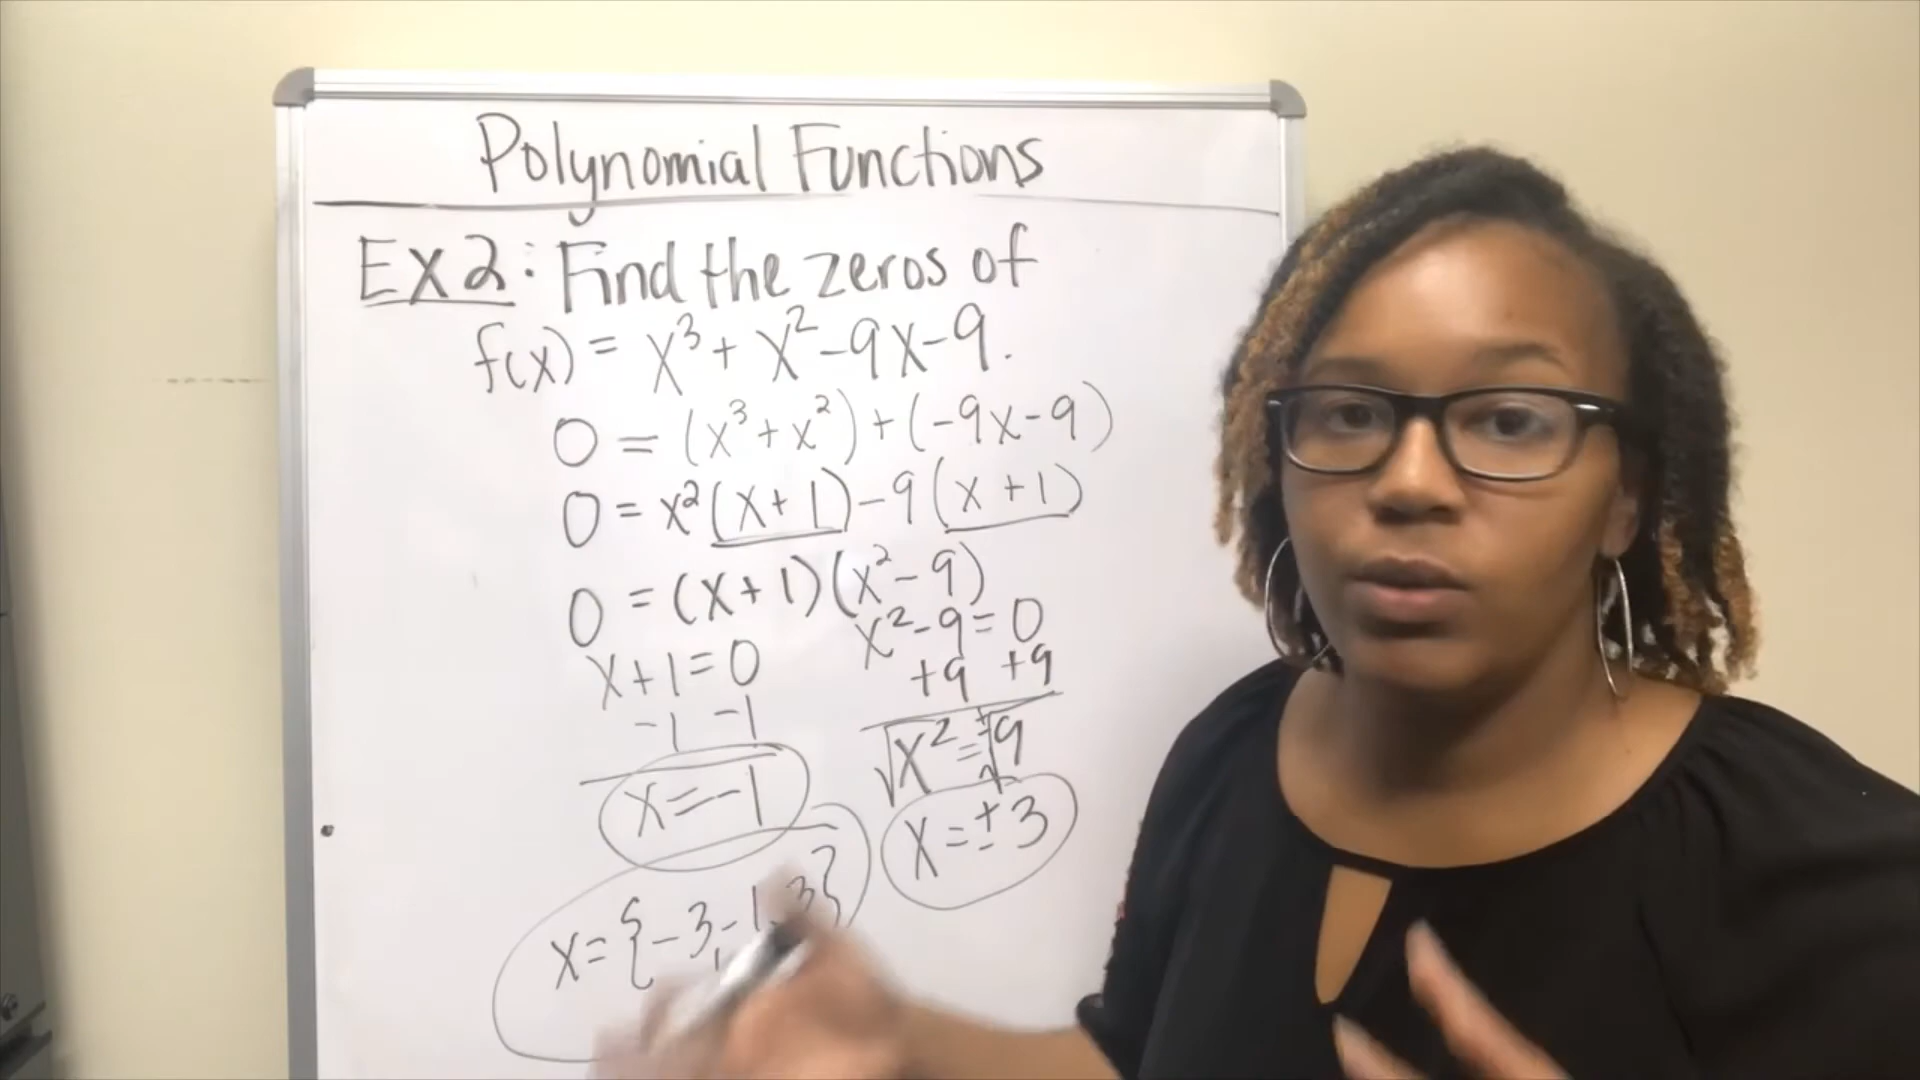 Polynomial Functions
Ex 2: Find the zeros of
f(x) = x³ + x² - 9x - 9.
0 = (x³ + x²) + (-9x - 9)
0 = x²(x + 1) - 9(x + 1)
0 = (x + 1)(x² - 9)
x + 1 = 0
-1 -1
x = -1
x² - 9 = 0
+9 +9
√x² = ±√9
x = ±3
x = {-3, -1, 3}